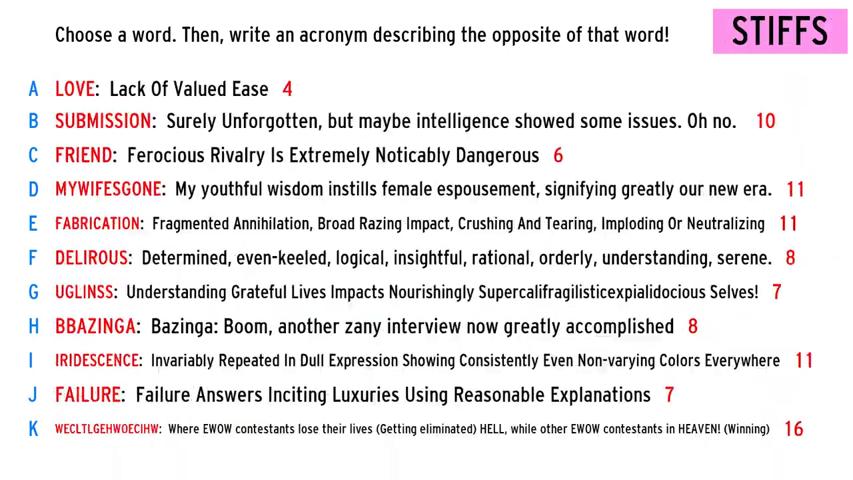 Choose a word. Then, write an acronym describing the opposite of that word!
STIFFS
A LOVE: Lack Of Valued Ease 4
B SUBMISSION: Surely Unforgotten, but maybe intelligence showed some issues. Oh no. 10
C FRIEND: Ferocious Rivalry Is Extremely Noticably Dangerous 6
D MYWIFESGONE: My youthful wisdom instills female espousement, signifying greatly our new era. 11
E FABRICATION: Fragmented Annihilation, Broad Razing Impact, Crushing And Tearing, Imploding Or Neutralizing 11
F DELIROUS: Determined, even-keeled, logical, insightful, rational, orderly, understanding, serene. 8
G UGLINSS: Understanding Grateful Lives Impacts Nourishingly Supercalifragilisticexpialidocious Selves! 7
H BBAZINGA: Bazinga: Boom, another zany interview now greatly accomplished 8
I IRIDESCENCE: Invariably Repeated In Dull Expression Showing Consistently Even Non-varying Colors Everywhere 11
J FAILURE: Failure Answers Inciting Luxuries Using Reasonable Explanations 7
K WECLTLGEHWOECIHW: Where EWOW contestants lose their lives (Getting eliminated) HELL, while other EWOW contestants in HEAVEN! (Winning) 16